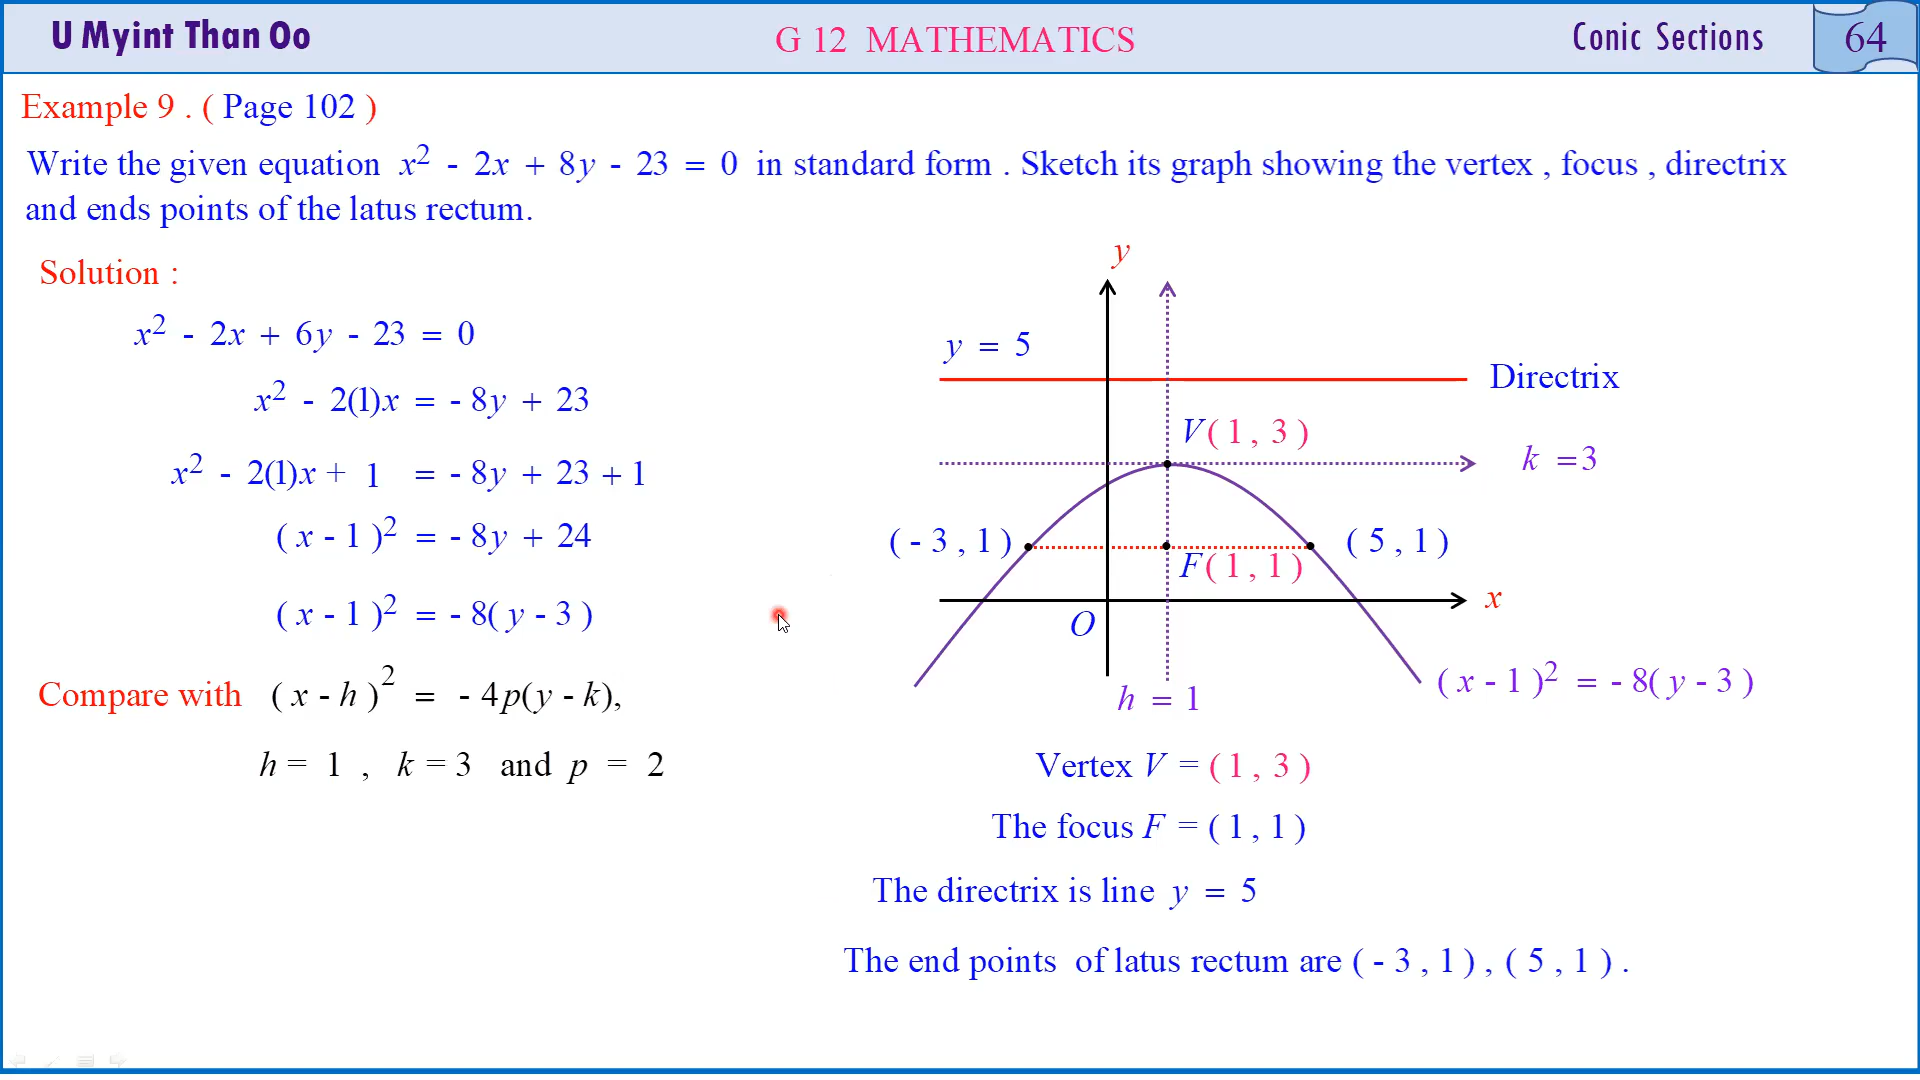 U Myint Than Oo
G 12 MATHEMATICS
Conic Sections
64
Example 9 . ( Page 102 )
Write the given equation x² - 2x + 8y - 23 = 0 in standard form . Sketch its graph showing the vertex , focus , directrix
and ends points of the latus rectum.
Solution :
x² - 2x + 6y - 23 = 0
x² - 2(1)x = - 8y + 23
x² - 2(1)x + 1 = - 8y + 23 + 1
( x - 1 )² = - 8y + 24
( x - 1 )² = - 8( y - 3 )
Compare with ( x - h )² = - 4p(y - k),
h = 1 , k = 3 and p = 2
y
y = 5
Directrix
V ( 1 , 3 )
k =3
( - 3 , 1 )
( 5 , 1 )
F ( 1 , 1 )
x
O
h = 1
( x - 1 )² = - 8( y - 3 )
Vertex V = ( 1 , 3 )
The focus F = ( 1 , 1 )
The directrix is line y = 5
The end points of latus rectum are ( - 3 , 1 ) , ( 5 , 1 ) .